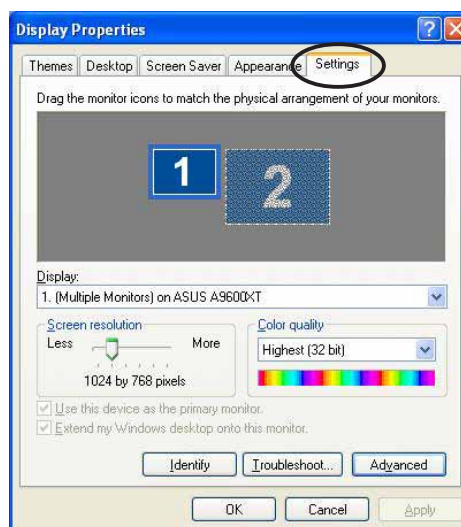 Display Properties
Themes Desktop Screen Saver Appearance Settings
Drag the monitor icons to match the physical arrangement of your monitors.
1 2
Display:
1. (Multiple Monitors) on ASUS A9600XT
Screen resolution
Less More
1024 by 768 pixels
Color quality
Highest (32 bit)
Use this device as the primary monitor.
Extend my Windows desktop onto this monitor.
Identify Troubleshoot... Advanced
OK Cancel Apply